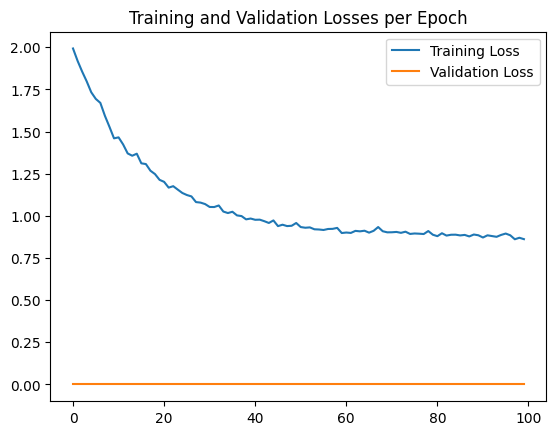 Training and Validation Losses per Epoch
Training Loss
Validation Loss
2.00
1.75
1.50
1.25
1.00
0.75
0.50
0.25
0.00
0 20 40 60 80 100